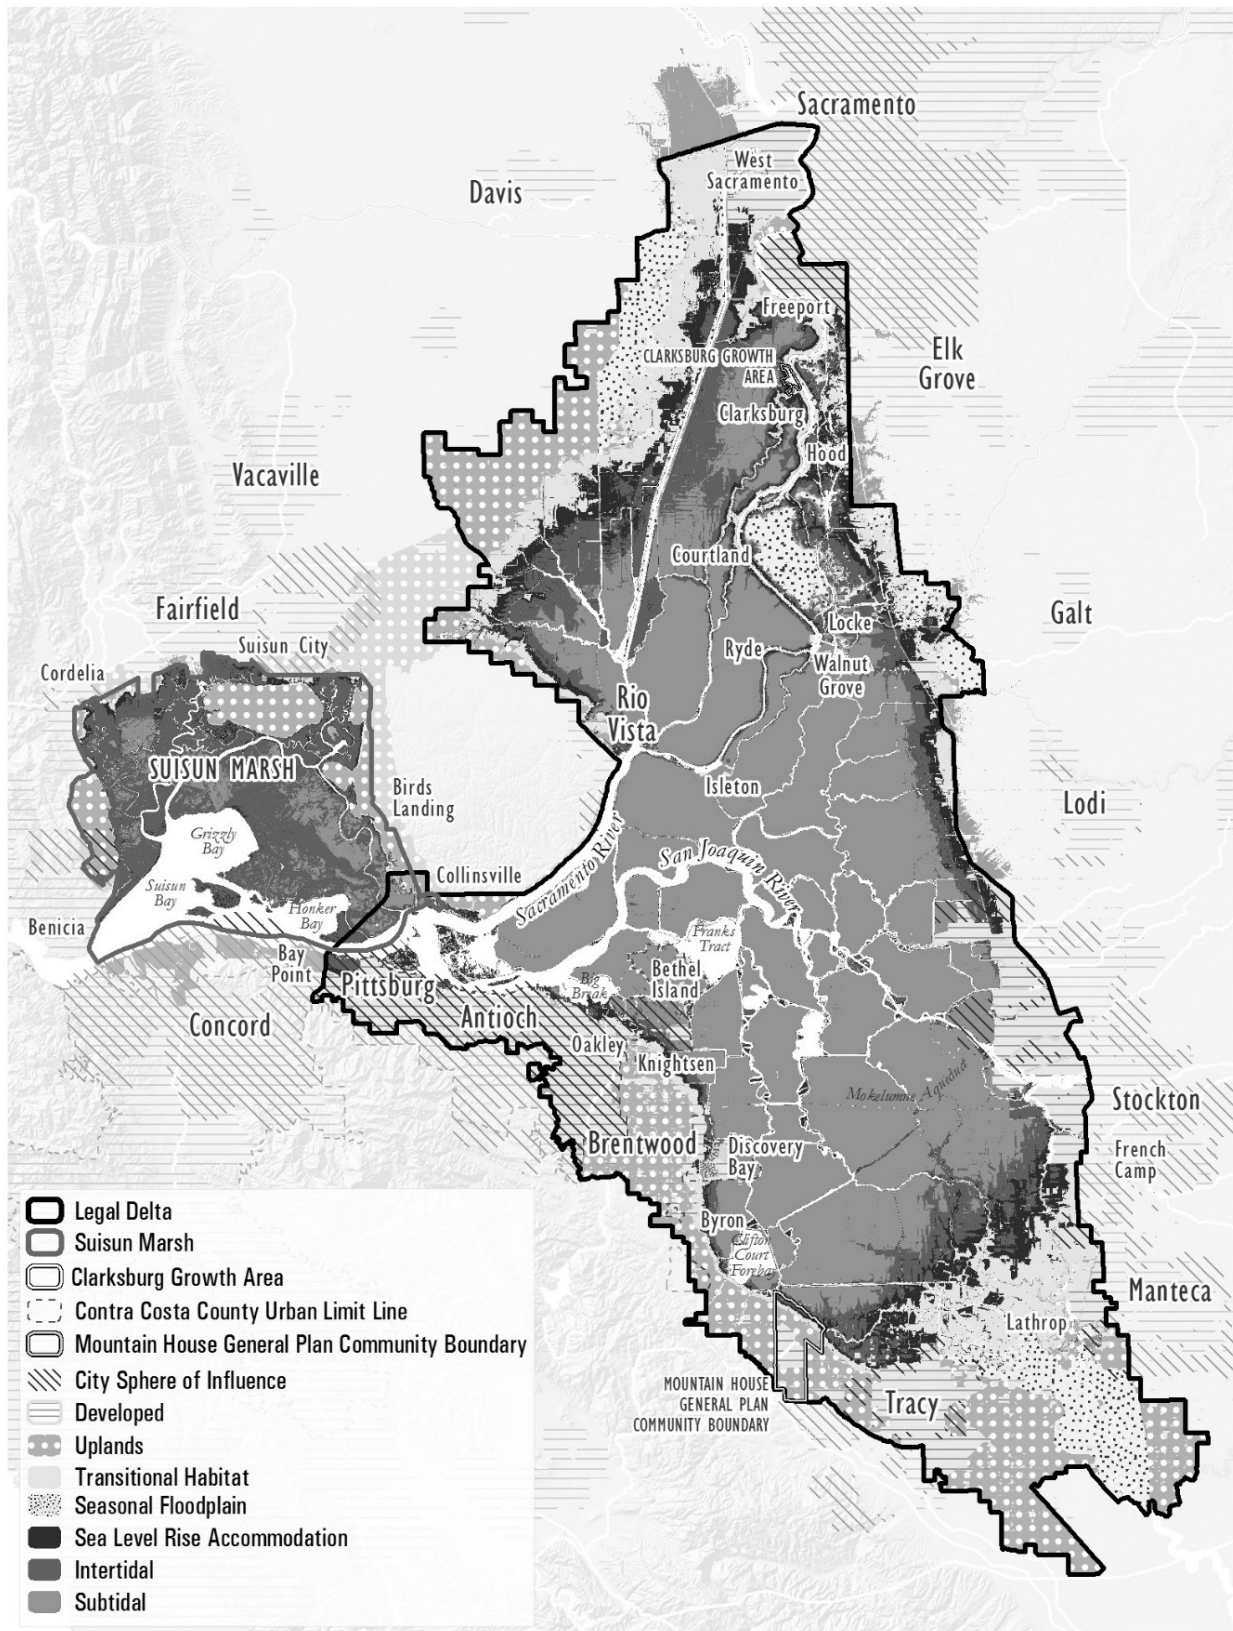 Sacramento
West
Sacramento
Davis
Freeport
Elk
Grove
CLARKSBURG GROWTH
AREA
Clarksburg
Hood
Vacaville
Courtland
Fairfield
Locke
Galt
Suisun City
Ryde
Cordelia
Walnut
Grove
Rio
Vista
SUISUN MARSH
Birds
Landing
Isleton
Lodi
Grizzly
Bay
Sacramento River
San Joaquin River
Collinsville
Suisun
Bay
Honker
Bay
Benicia
Franks
Tract
Bay
Point
Pittsburg
Big
Break
Bethel
Island
Concord
Antioch
Oakley
Knightsen
Mokelumne Aqueduct
Stockton
Brentwood
Discovery
Bay
French
Camp
Byron
Clifton
Court
Forebay
Manteca
Lathrop
MOUNTAIN HOUSE
GENERAL PLAN
COMMUNITY BOUNDARY
Tracy
Legal Delta
Suisun Marsh
Clarksburg Growth Area
Contra Costa County Urban Limit Line
Mountain House General Plan Community Boundary
City Sphere of Influence
Developed
Uplands
Transitional Habitat
Seasonal Floodplain
Sea Level Rise Accommodation
Intertidal
Subtidal